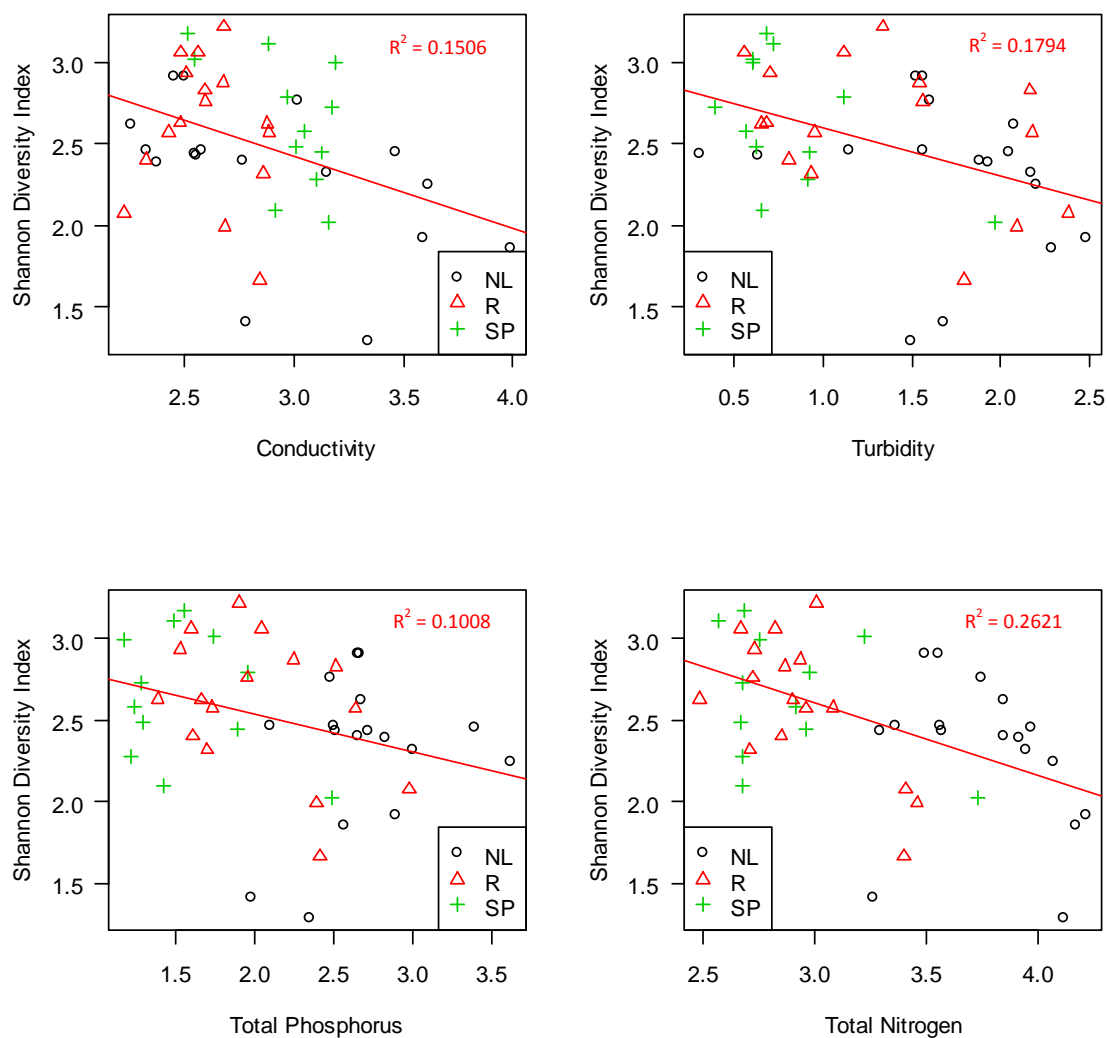 R² = 0.1506
Shannon Diversity Index
3.0
2.5
2.0
1.5
NL
R
SP
2.5 3.0 3.5 4.0
Conductivity
R² = 0.1794
Shannon Diversity Index
3.0
2.5
2.0
1.5
NL
R
SP
0.5 1.0 1.5 2.0 2.5
Turbidity
R² = 0.1008
Shannon Diversity Index
3.0
2.5
2.0
1.5
NL
R
SP
1.5 2.0 2.5 3.0 3.5
Total Phosphorus
R² = 0.2621
Shannon Diversity Index
3.0
2.5
2.0
1.5
NL
R
SP
2.5 3.0 3.5 4.0
Total Nitrogen